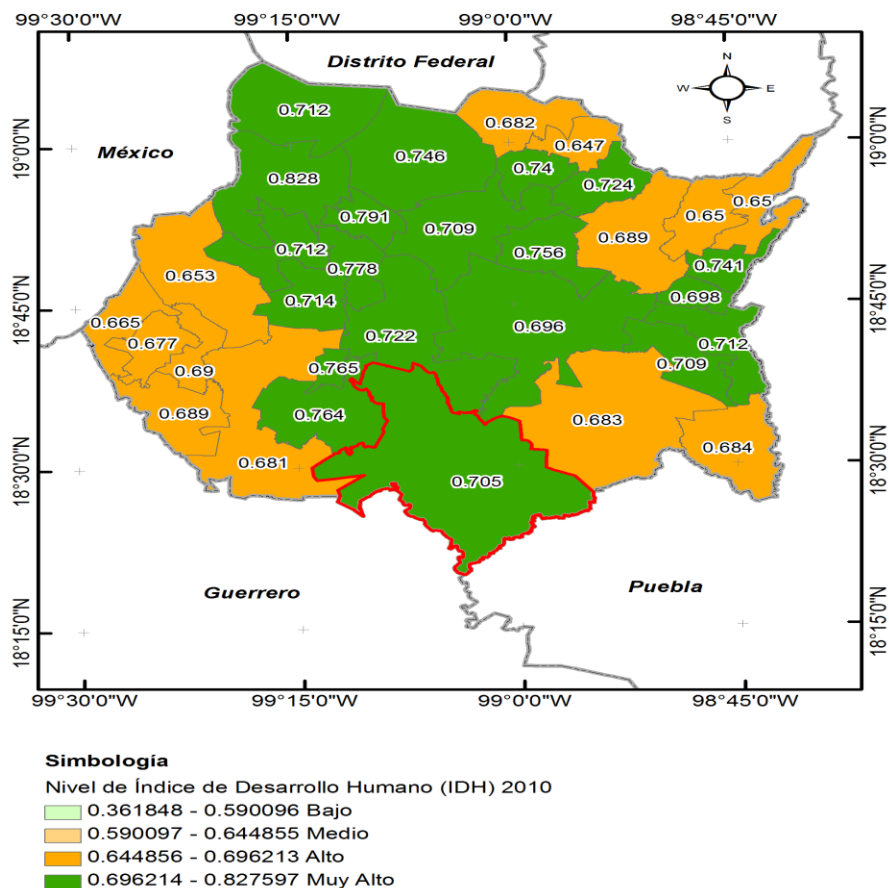 99°30'0"W 99°15'0"W 99°0'0"W 98°45'0"W
Distrito Federal
N
W E
S
México
19°00'N 19°00'N
18°45'0"N 18°45'0"N
18°30'0"N 18°30'0"N
18°15'0"N 18°15'0"N
0.712
0.682
0.647
0.746
0.74
0.828
0.724
0.65
0.65
0.791
0.709
0.689
0.712
0.756
0.778
0.741
0.653
0.714
0.698
0.665
0.722
0.696
0.677
0.712
0.765
0.709
0.69
0.689
0.764
0.683
0.684
0.681
0.705
Guerrero
Puebla
99°30'0"W 99°15'0"W 99°0'0"W 98°45'0"W
Simbología
Nivel de Índice de Desarrollo Humano (IDH) 2010
0.361848 - 0.590096 Bajo
0.590097 - 0.644855 Medio
0.644856 - 0.696213 Alto
0.696214 - 0.827597 Muy Alto